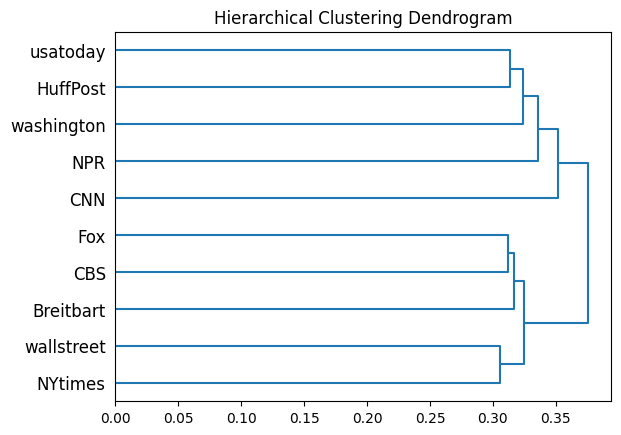 Hierarchical Clustering Dendrogram
usatoday
HuffPost
washington
NPR
CNN
Fox
CBS
Breitbart
wallstreet
NYtimes
0.00 0.05 0.10 0.15 0.20 0.25 0.30 0.35